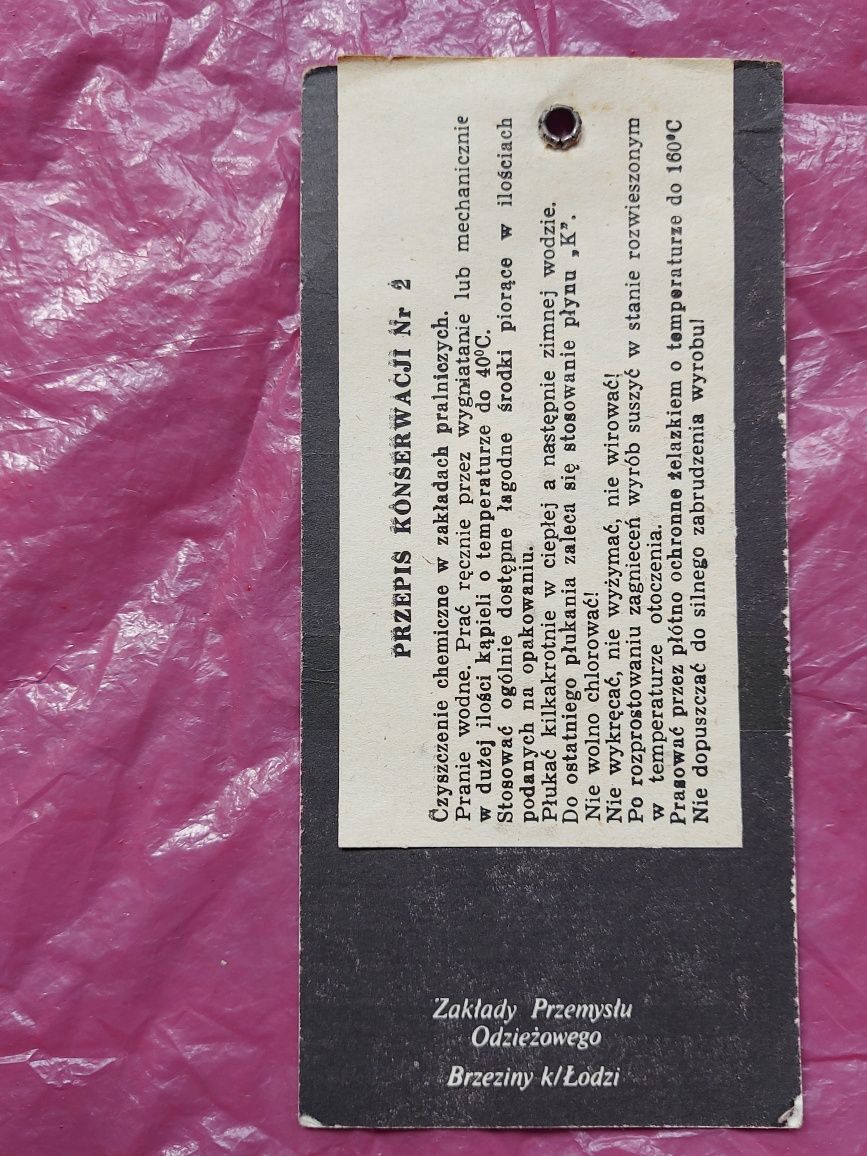 PRZEPIS KONSERWACJI Nr 2
Czyszczenie chemiczne w zakładach pralniczych.
Pranie wodne. Prać ręcznie przez wygniatanie lub mechanicznie
w dużej ilości kąpieli o temperaturze do 40°C.
Stosować ogólnie dostępne łagodne środki piorące w ilościach
podanych na opakowaniu.
Płukać kilkakrotnie w ciepłej a następnie zimnej wodzie.
Do ostatniego płukania zaleca się stosowanie płynu „K”.
Nie wolno chlorować!
Nie wykręcać, nie wyżymać, nie wirować!
Po rozprostowaniu zagnieceń wyrób suszyć w stanie rozwieszonym
w temperaturze otoczenia.
Prasować przez płótno ochronne żelazkiem o temperaturze do 160°C
Nie dopuszczać do silnego zabrudzenia wyrobu!
Zakłady Przemysłu
Odzieżowego
Brzeziny k/Łodzi